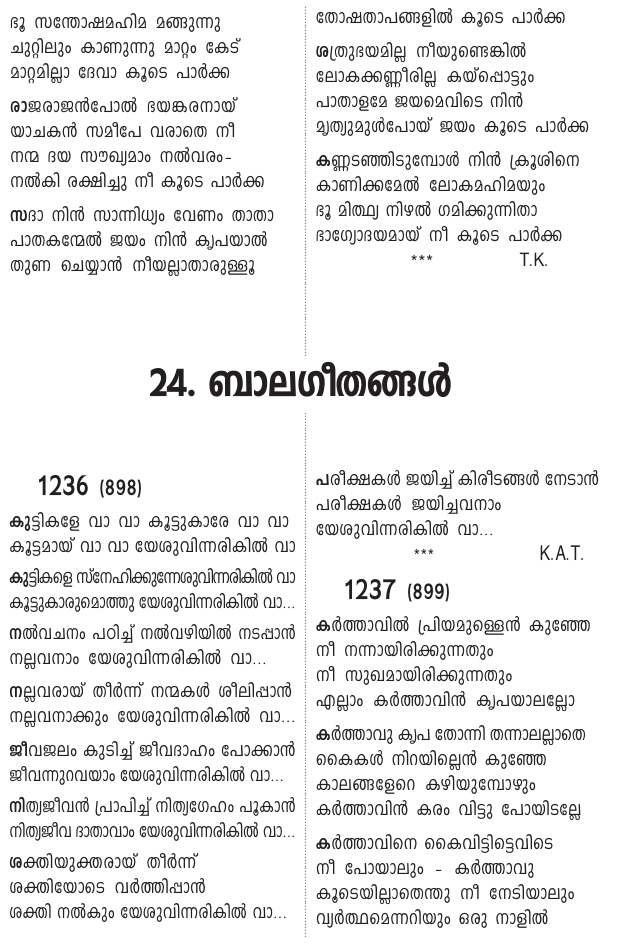 ഭൂ സന്തോഷമഹിമ മങ്ങുന്നു
ചുറ്റിലും കാണുന്നു മാറ്റം കേട്
മാറ്റമില്ലാ ദേവാ കൂടെ പാർക്ക
രാജരാജൻപോൽ ഭയങ്കരനായ്
യാചകൻ സമീപേ വരാതെ നീ
നന്മ ദയ സൗഖ്യമാം നൽവരം-
നൽകി രക്ഷിച്ചു നീ കൂടെ പാർക്ക
സദാ നിൻ സാന്നിധ്യം വേണം താതാ
പാതകന്മേൽ ജയം നിൻ കൃപയാൽ
തുണ ചെയ്യാൻ നീയല്ലാതാരുള്ളൂ
തോഷതാപങ്ങളിൽ കൂടെ പാർക്ക
ശത്രുഭയമില്ല നീയുണ്ടെങ്കിൽ
ലോകക്കണ്ണീരില്ല കയ്പ്പൊട്ടും
പാതാളമേ ജയമെവിടെ നിൻ
മൃത്യുമുൾപോയ് ജയം കൂടെ പാർക്ക
കണ്ണടഞ്ഞിടുമ്പോൾ നിൻ ക്രൂശിനെ
കാണിക്കമേൽ ലോകമഹിമയും
ഭൂ മിഥ്യ നിഴൽ ഗമിക്കുന്നിതാ
ഭാഗ്യോദയമായ് നീ കൂടെ പാർക്ക
*** T.K.
24. ബാലഗീതങ്ങൾ
1236 (898)
കുട്ടികളേ വാ വാ കൂട്ടുകാരേ വാ വാ
കൂട്ടമായ് വാ വാ യേശുവിന്നരികിൽ വാ
കുട്ടികളെ സ്നേഹിക്കുന്നേശുവിന്നരികിൽ വാ
കൂട്ടുകാരുമൊത്തു യേശുവിന്നരികിൽ വാ...
നൽവചനം പഠിച്ച് നൽവഴിയിൽ നടപ്പാൻ
നല്ലവനാം യേശുവിന്നരികിൽ വാ...
നല്ലവരായ് തീർന്ന് നന്മകൾ ശീലിപ്പാൻ
നല്ലവനാക്കും യേശുവിന്നരികിൽ വാ...
ജീവജലം കുടിച്ച് ജീവദാഹം പോക്കാൻ
ജീവന്നുറവയാം യേശുവിന്നരികിൽ വാ...
നിത്യജീവൻ പ്രാപിച്ച് നിത്യഗേഹം പൂകാൻ
നിത്യജീവ ദാതാവാം യേശുവിന്നരികിൽ വാ...
ശക്തിയുക്തരായ് തീർന്ന്
ശക്തിയോടെ വർത്തിപ്പാൻ
ശക്തി നൽകും യേശുവിന്നരികിൽ വാ...
പരീക്ഷകൾ ജയിച്ച് കിരീടങ്ങൾ നേടാൻ
പരീക്ഷകൾ ജയിച്ചവനാം
യേശുവിന്നരികിൽ വാ...
*** K.A.T.
1237 (899)
കർത്താവിൽ പ്രിയമുള്ളെൻ കുഞ്ഞേ
നീ നന്നായിരിക്കുന്നതും
നീ സുഖമായിരിക്കുന്നതും
എല്ലാം കർത്താവിൻ കൃപയാലല്ലോ
കർത്താവു കൃപ തോന്നി തന്നാലല്ലാതെ
കൈകൾ നിറയില്ലെൻ കുഞ്ഞേ
കാലങ്ങളേറെ കഴിയുമ്പോഴും
കർത്താവിൻ കരം വിട്ടു പോയിടല്ലേ
കർത്താവിനെ കൈവിട്ടിട്ടെവിടെ
നീ പോയാലും - കർത്താവു
കൂടെയില്ലാതെന്തു നീ നേടിയാലും
വ്യർത്ഥമെന്നറിയും ഒരു നാളിൽ